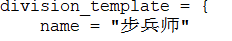 division_template = {
    name = "步兵师"